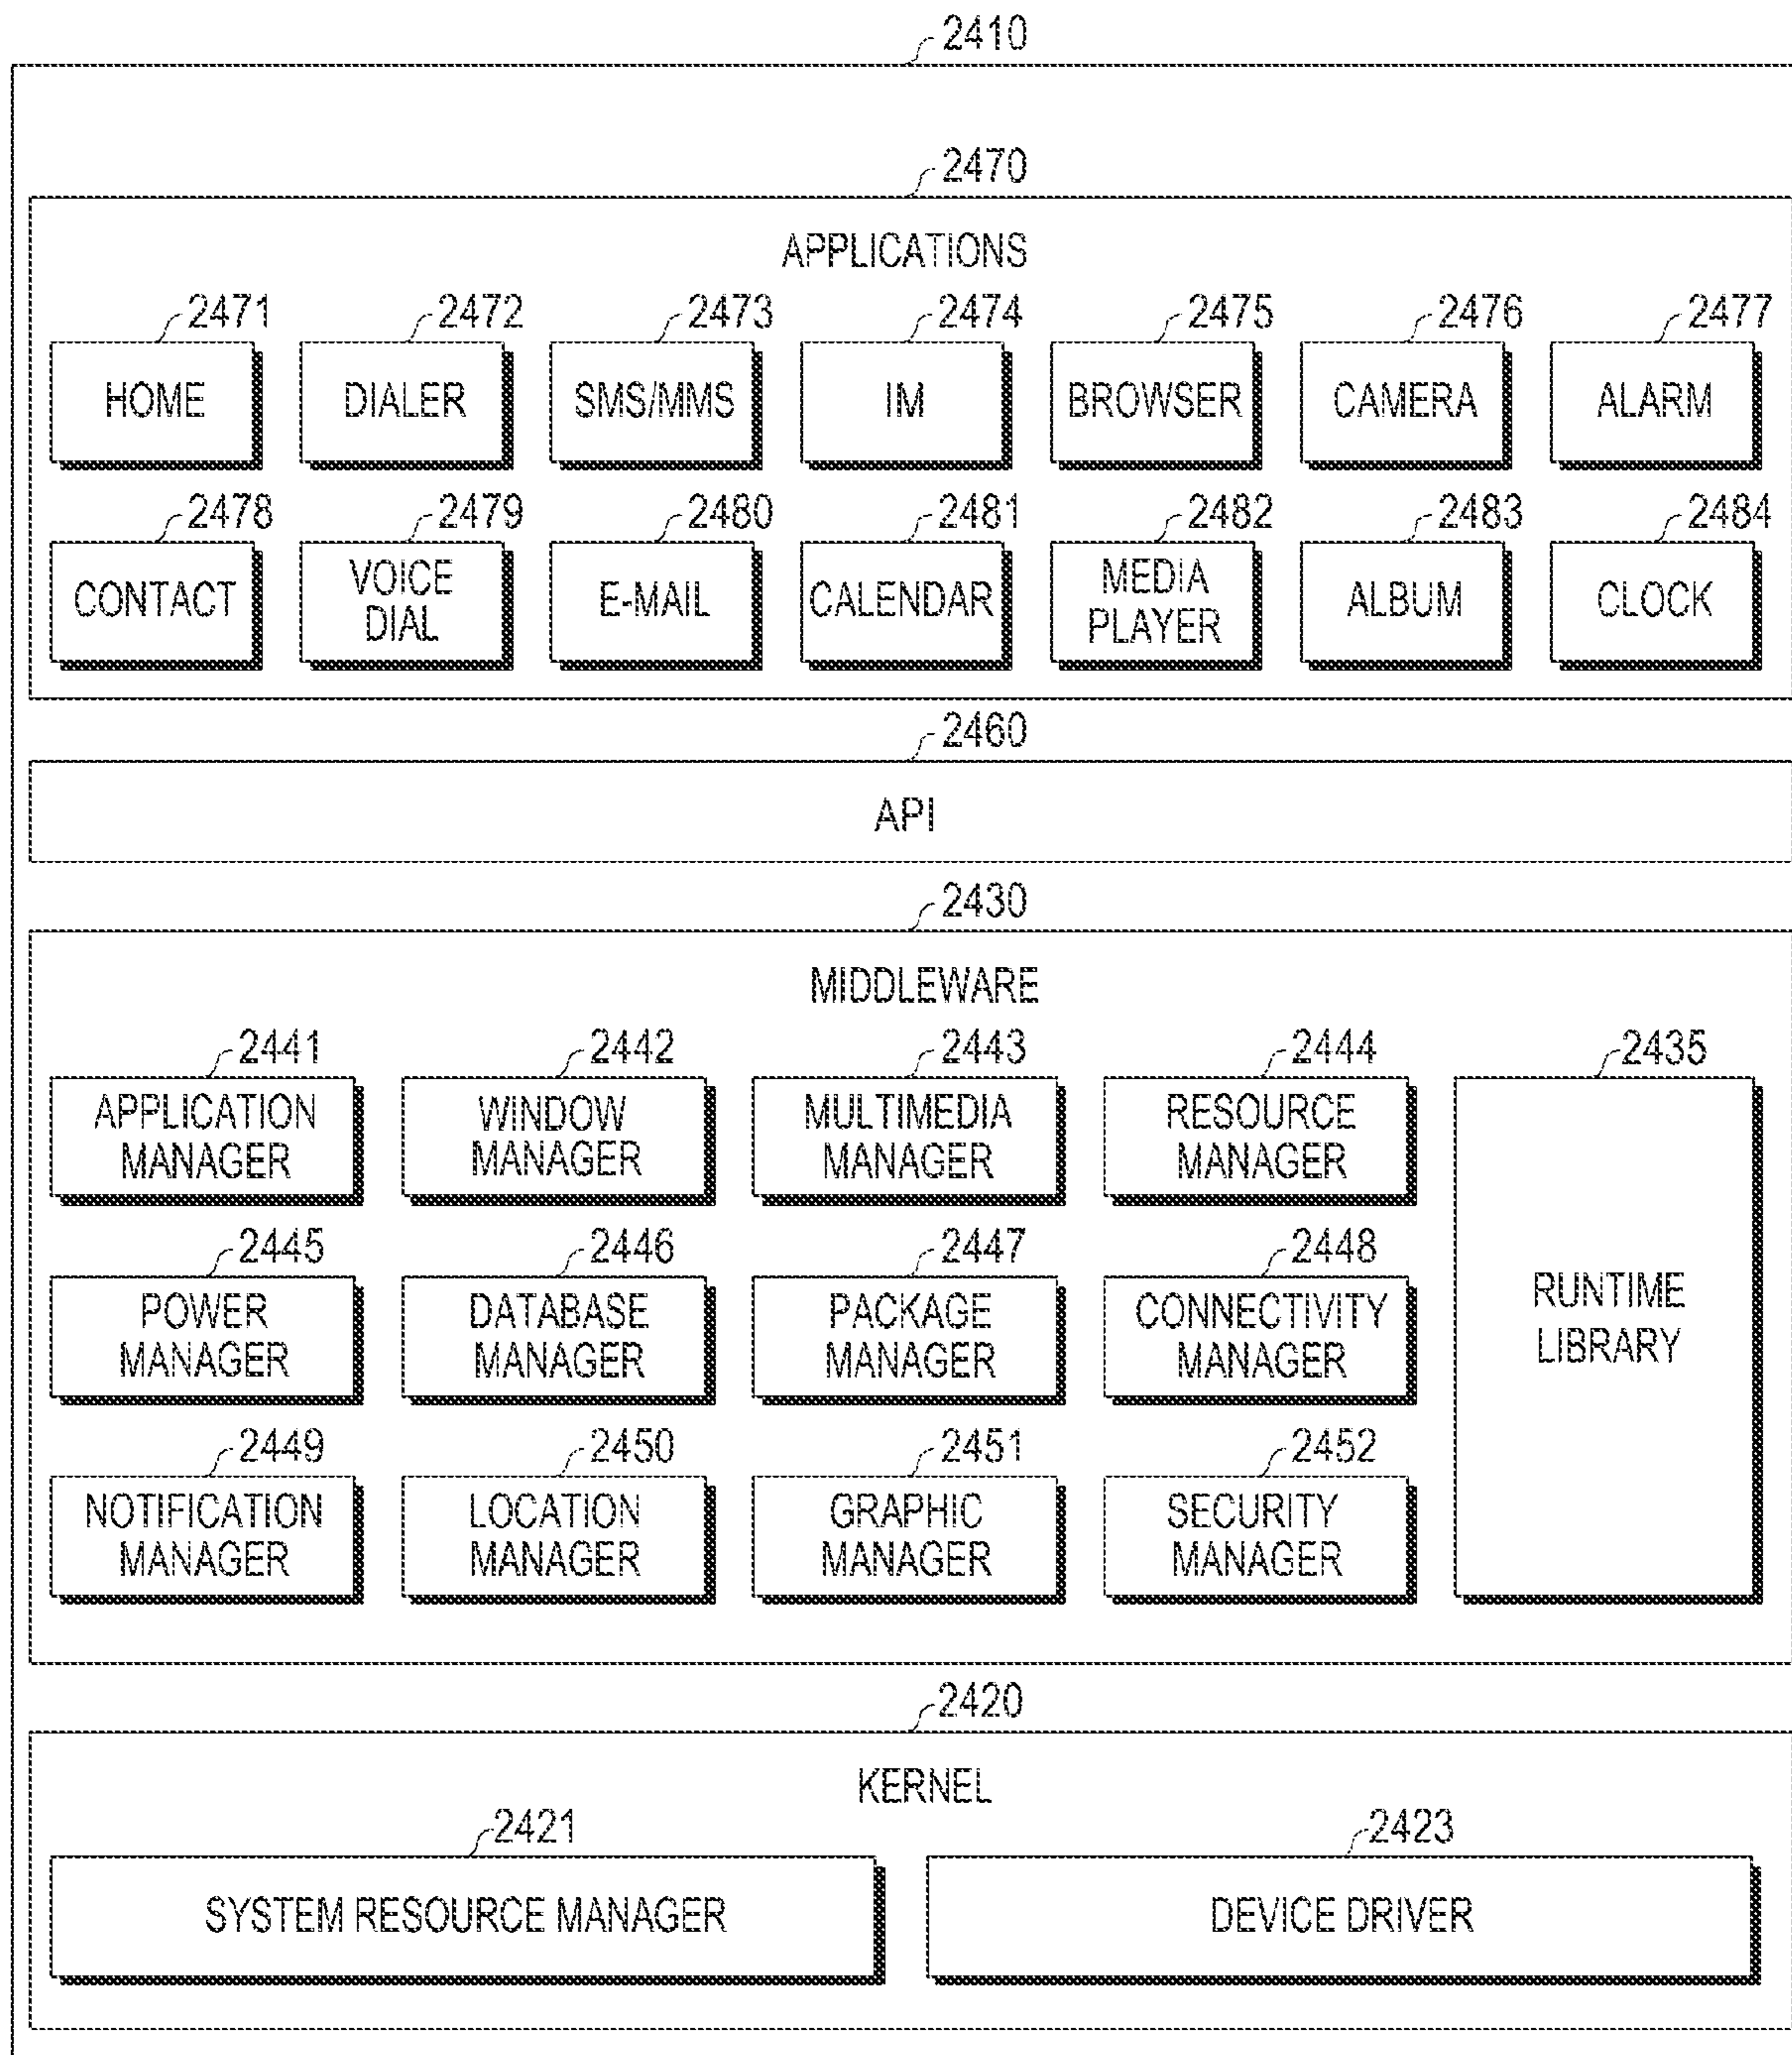 2410
2470
APPLICATIONS
2471 2472 2473 2474 2475 2476 2477
HOME DIALER SMS/MMS IM BROWSER CAMERA ALARM
2478 2479 2480 2481 2482 2483 2484
CONTACT VOICE DIAL E-MAIL CALENDAR MEDIA PLAYER ALBUM CLOCK
2460
API
2430
MIDDLEWARE
2441 2442 2443 2444 2435
APPLICATION MANAGER WINDOW MANAGER MULTIMEDIA MANAGER RESOURCE MANAGER
2445 2446 2447 2448
POWER MANAGER DATABASE MANAGER PACKAGE MANAGER CONNECTIVITY MANAGER RUNTIME LIBRARY
2449 2450 2451 2452
NOTIFICATION MANAGER LOCATION MANAGER GRAPHIC MANAGER SECURITY MANAGER
2420
KERNEL
2421 2423
SYSTEM RESOURCE MANAGER DEVICE DRIVER